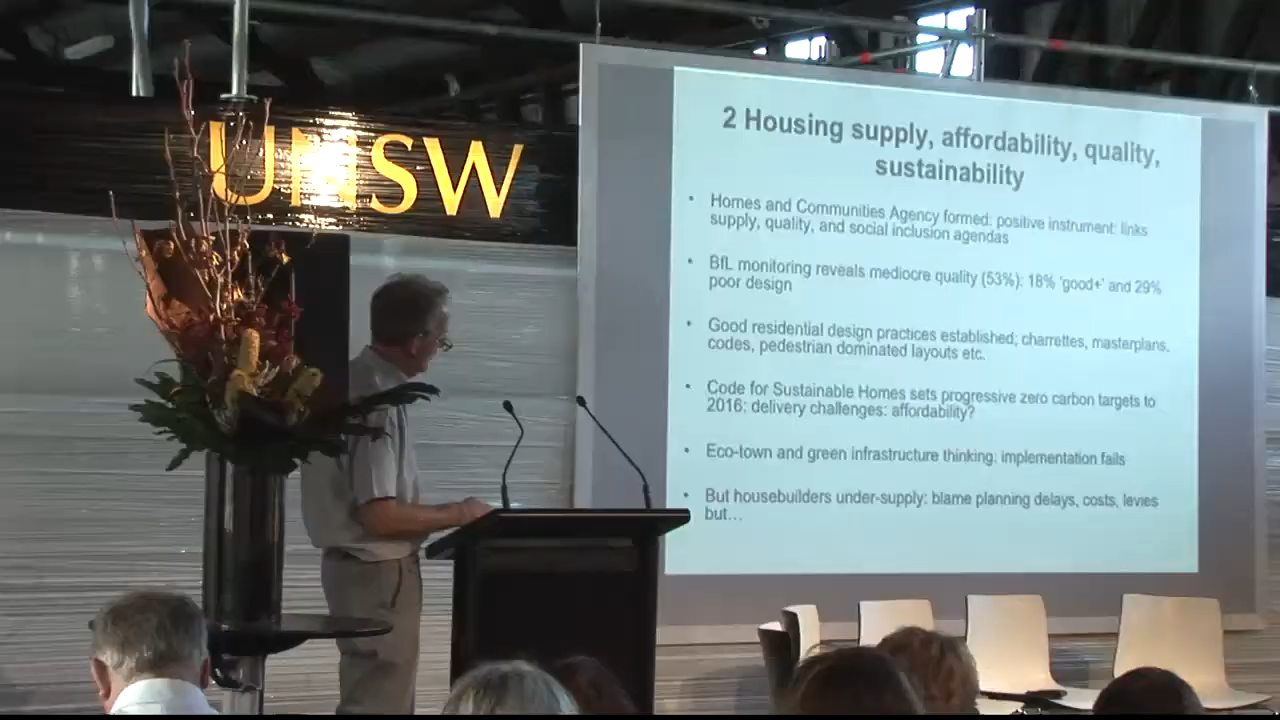 UNSW
2 Housing supply, affordability, quality,
sustainability
• Homes and Communities Agency formed: positive instrument: links
supply, quality, and social inclusion agendas
• BfL monitoring reveals mediocre quality (53%): 18% 'good+' and 29%
poor design
• Good residential design practices established; charrettes, masterplans,
codes, pedestrian dominated layouts etc.
• Code for Sustainable Homes sets progressive zero carbon targets to
2016: delivery challenges: affordability?
• Eco-town and green infrastructure thinking: implementation fails
• But housebuilders under-supply: blame planning delays, costs, levies
but...